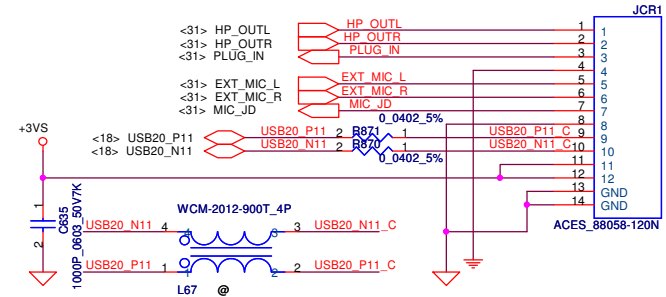 JCR1
<31> HP_OUTL HP_OUTL 1 1
<31> HP_OUTR HP_OUTR 2 2
<31> PLUG_IN PLUG_IN 3 3
4 4
<31> EXT_MIC_L EXT_MIC_L 5 5
<31> EXT_MIC_R EXT_MIC_R 6 6
<31> MIC_JD MIC_JD 7 7
0_0402_5% 8 8
+3VS
<18> USB20_P11 USB20_P11 2 R871 1 USB20_P11_C 9 9
<18> USB20_N11 USB20_N11 2 R870 1 USB20_N11_C 10 10
0_0402_5% 11 11
12 12
13 GND
14 GND
ACES_88058-120N
1
C635
2
1000P_0603_50V7K
WCM-2012-900T_4P
USB20_N11 4 4 3 3 USB20_N11_C
USB20_P11 1 1 2 2 USB20_P11_C
L67 @